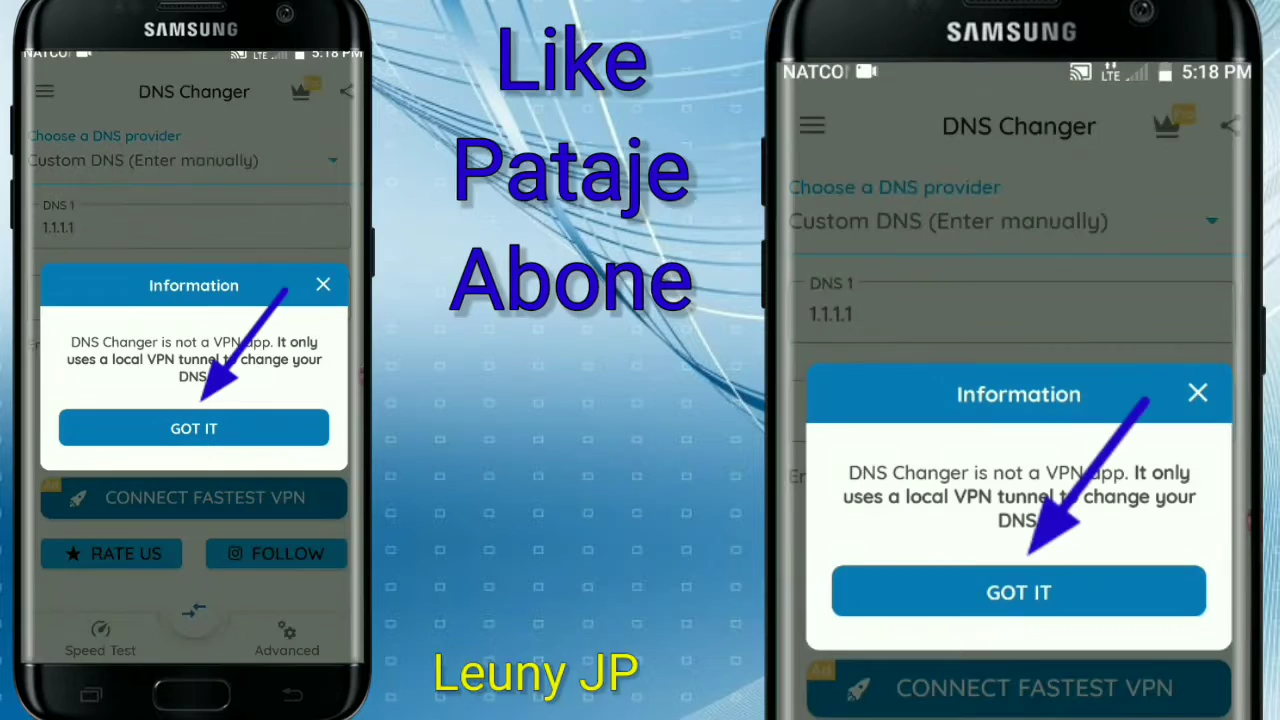 SAMSUNG
NATCO
LTE 5:18 PM
DNS Changer
Choose a DNS provider
Custom DNS (Enter manually)
DNS 1
1.1.1.1
Information
DNS Changer is not a VPN app. It only
uses a local VPN tunnel to change your
DNS
GOT IT
Ad
CONNECT FASTEST VPN
RATE US
FOLLOW
Speed Test
Advanced
Like
Pataje
Abone
Leuny JP
SAMSUNG
NATCO
LTE 5:18 PM
DNS Changer
Choose a DNS provider
Custom DNS (Enter manually)
DNS 1
1.1.1.1
Information
DNS Changer is not a VPN app. It only
uses a local VPN tunnel to change your
DNS
GOT IT
Ad
CONNECT FASTEST VPN